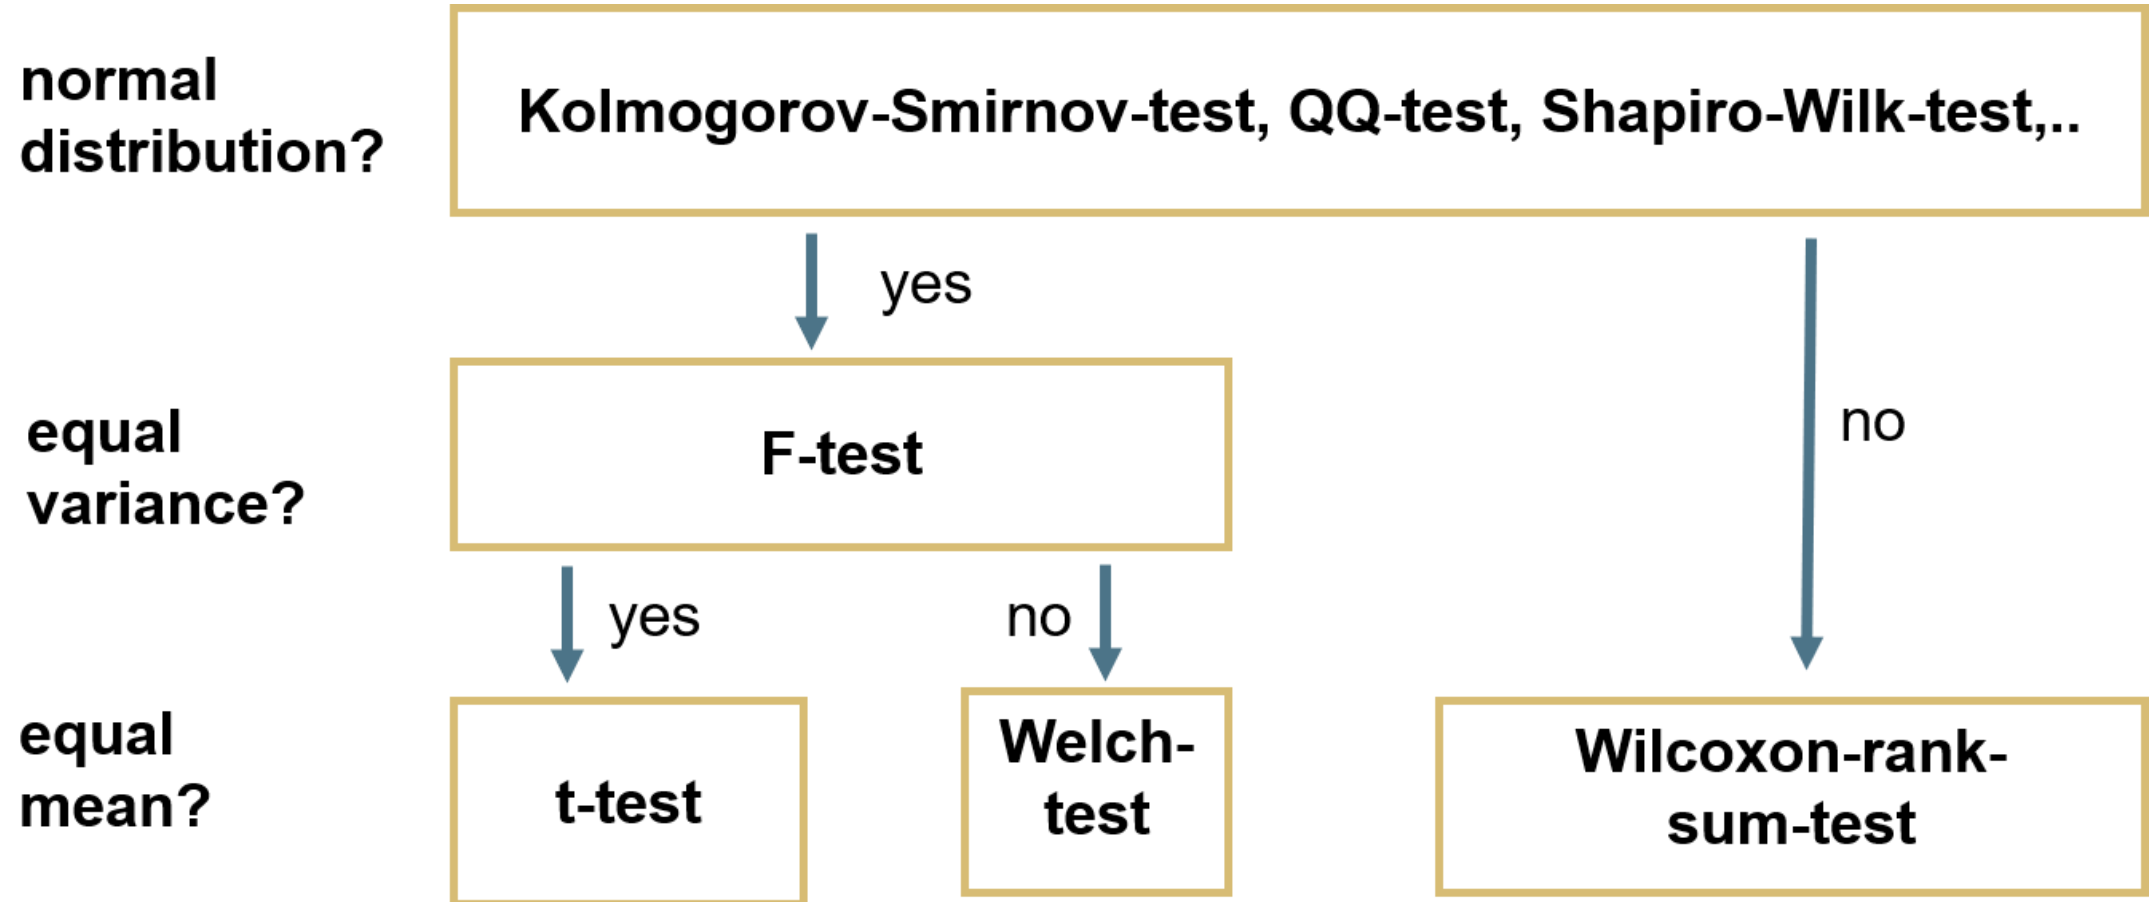 normal
distribution?
Kolmogorov-Smirnov-test, QQ-test, Shapiro-Wilk-test,..
yes
no
equal
variance?
F-test
yes
no
equal
mean?
t-test
Welch-
test
Wilcoxon-rank-
sum-test